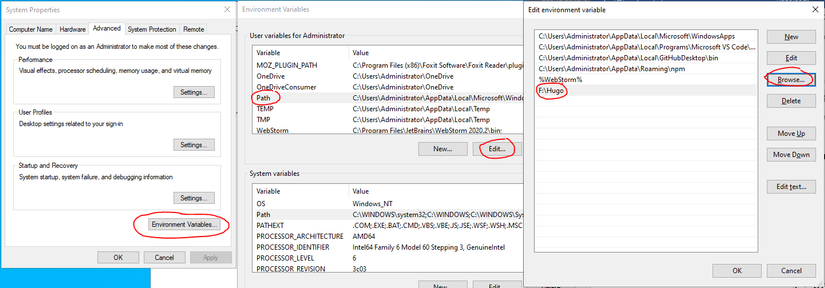 System Properties
Computer Name
Hardware
Advanced
System Protection
Remote
You must be logged on as an Administrator to make most of these changes.
Performance
Visual effects, processor scheduling, memory usage, and virtual memory
Settings...
User Profiles
Desktop settings related to your sign-in
Settings...
Startup and Recovery
System startup, system failure, and debugging information
Settings...
Environment Variables...
OK
Cancel
Apply
Environment Variables
User variables for Administrator
Variable Value
MOZ_PLUGIN_PATH C:\Program Files (x86)\Foxit Software\Foxit Reader\plugin
OneDrive C:\Users\Administrator\OneDrive
OneDriveConsumer C:\Users\Administrator\OneDrive
Path C:\Users\Administrator\AppData\Local\Microsoft\Window
TEMP C:\Users\Administrator\AppData\Local\Temp
TMP C:\Users\Administrator\AppData\Local\Temp
WebStorm C:\Program Files\JetBrains\WebStorm 2020.2\bin;
New...
Edit...
System variables
Variable Value
OS Windows_NT
Path C:\WINDOWS\system32;C:\WINDOWS;C:\WINDOWS\Sys
PATHEXT .COM;.EXE;.BAT;.CMD;.VBS;.VBE;.JS;.JSE;.WSF;.WSH;.MSC
PROCESSOR_ARCHITECTURE AMD64
PROCESSOR_IDENTIFIER Intel64 Family 6 Model 60 Stepping 3, GenuineIntel
PROCESSOR_LEVEL 6
PROCESSOR_REVISION 3c03
New...
Edit...
Edit environment variable
C:\Users\Administrator\AppData\Local\Microsoft\WindowsApps
C:\Users\Administrator\AppData\Local\Programs\Microsoft VS Code\...
C:\Users\Administrator\AppData\Local\GitHubDesktop\bin
C:\Users\Administrator\AppData\Roaming\npm
%WebStorm%
F:\Hugo
New
Edit
Browse...
Delete
Move Up
Move Down
Edit text...
OK
Cancel